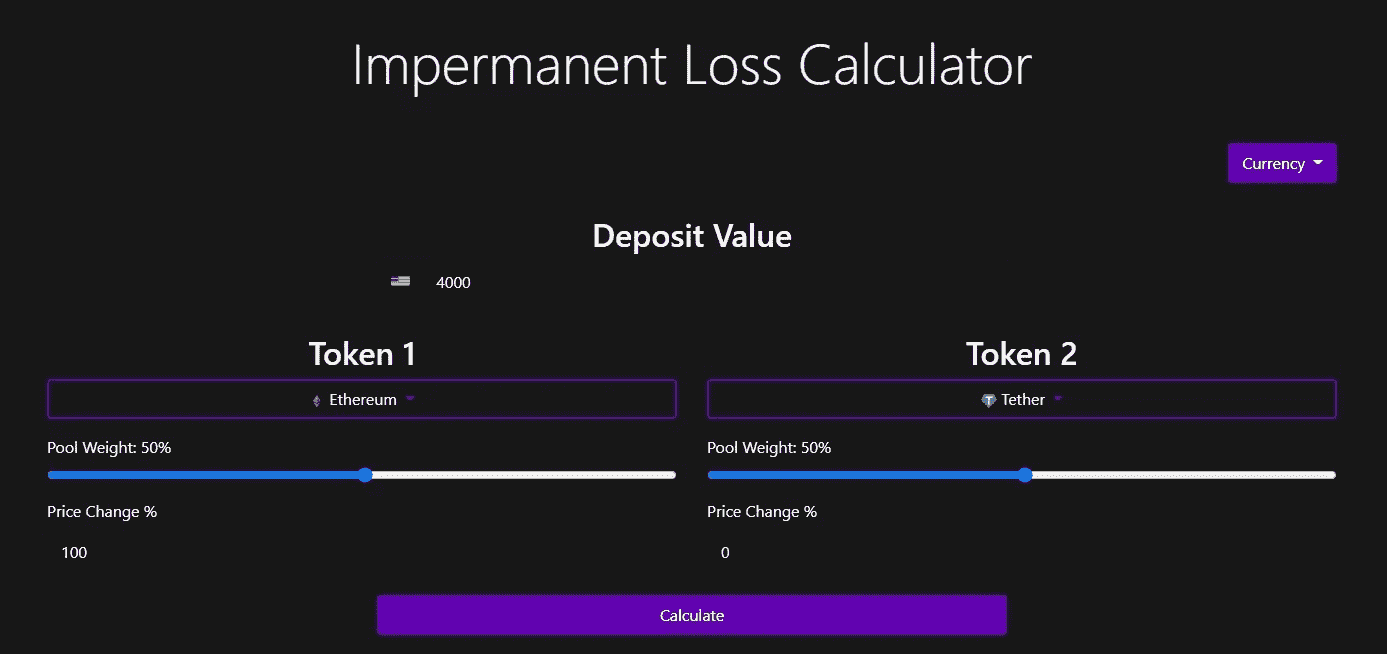 Impermanent Loss Calculator
Currency
Deposit Value
4000
Token 1
Token 2
Ethereum
Tether
Pool Weight: 50%
Pool Weight: 50%
Price Change %
Price Change %
100
0
Calculate